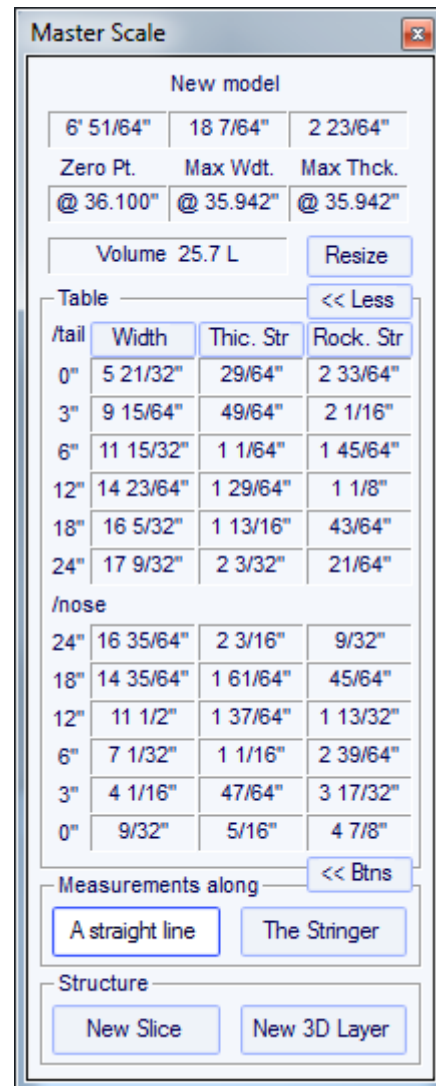 Master Scale
New model
6' 51/64" 18 7/64" 2 23/64"
Zero Pt. Max Wdt. Max Thck.
@ 36.100" @ 35.942" @ 35.942"
Volume 25.7 L Resize
Table << Less
/tail Width Thic. Str Rock. Str
0" 5 21/32" 29/64" 2 33/64"
3" 9 15/64" 49/64" 2 1/16"
6" 11 15/32" 1 1/64" 1 45/64"
12" 14 23/64" 1 29/64" 1 1/8"
18" 16 5/32" 1 13/16" 43/64"
24" 17 9/32" 2 3/32" 21/64"
/nose
24" 16 35/64" 2 3/16" 9/32"
18" 14 35/64" 1 61/64" 45/64"
12" 11 1/2" 1 37/64" 1 13/32"
6" 7 1/32" 1 1/16" 2 39/64"
3" 4 1/16" 47/64" 3 17/32"
0" 9/32" 5/16" 4 7/8"
<< Btns
Measurements along
A straight line The Stringer
Structure
New Slice New 3D Layer